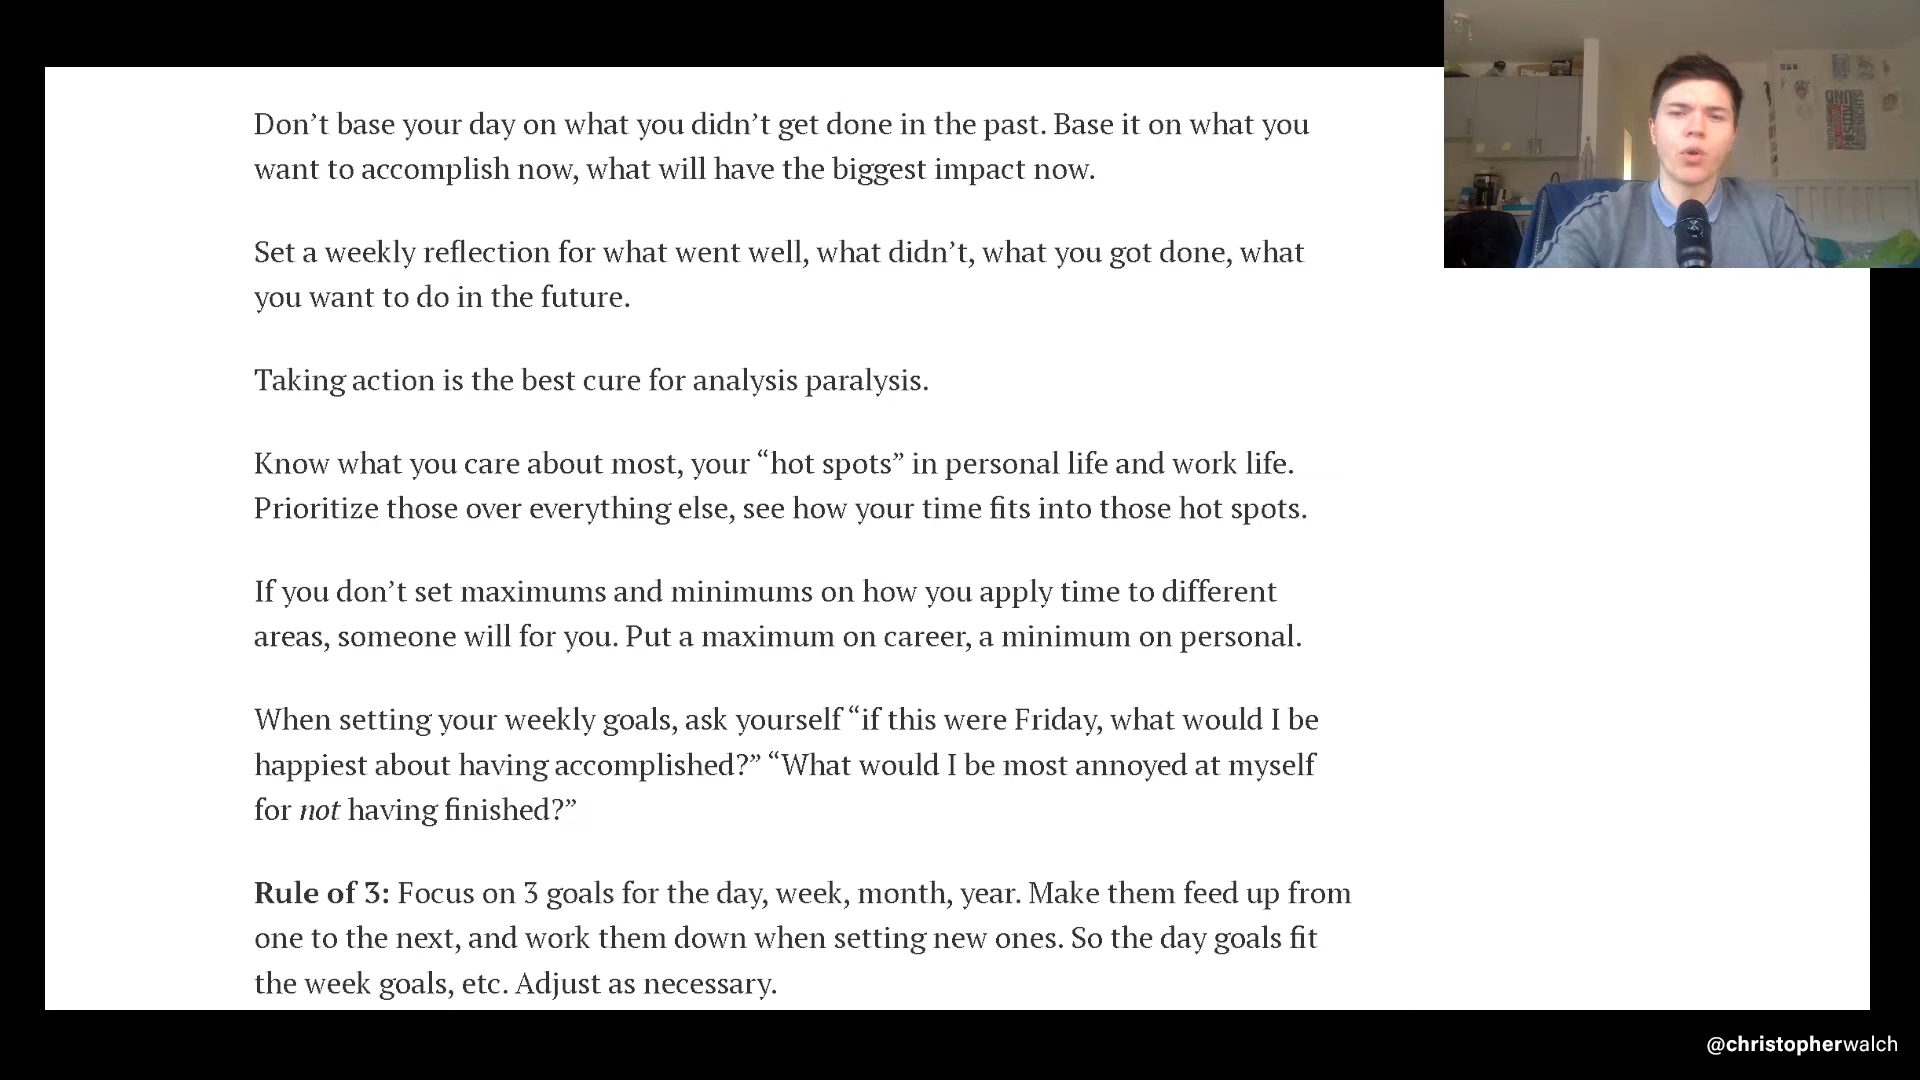 Don’t base your day on what you didn’t get done in the past. Base it on what you
want to accomplish now, what will have the biggest impact now.
Set a weekly reflection for what went well, what didn’t, what you got done, what
you want to do in the future.
Taking action is the best cure for analysis paralysis.
Know what you care about most, your “hot spots” in personal life and work life.
Prioritize those over everything else, see how your time fits into those hot spots.
If you don’t set maximums and minimums on how you apply time to different
areas, someone will for you. Put a maximum on career, a minimum on personal.
When setting your weekly goals, ask yourself “if this were Friday, what would I be
happiest about having accomplished?” “What would I be most annoyed at myself
for not having finished?”
Rule of 3: Focus on 3 goals for the day, week, month, year. Make them feed up from
one to the next, and work them down when setting new ones. So the day goals fit
the week goals, etc. Adjust as necessary.
@christopherwalch